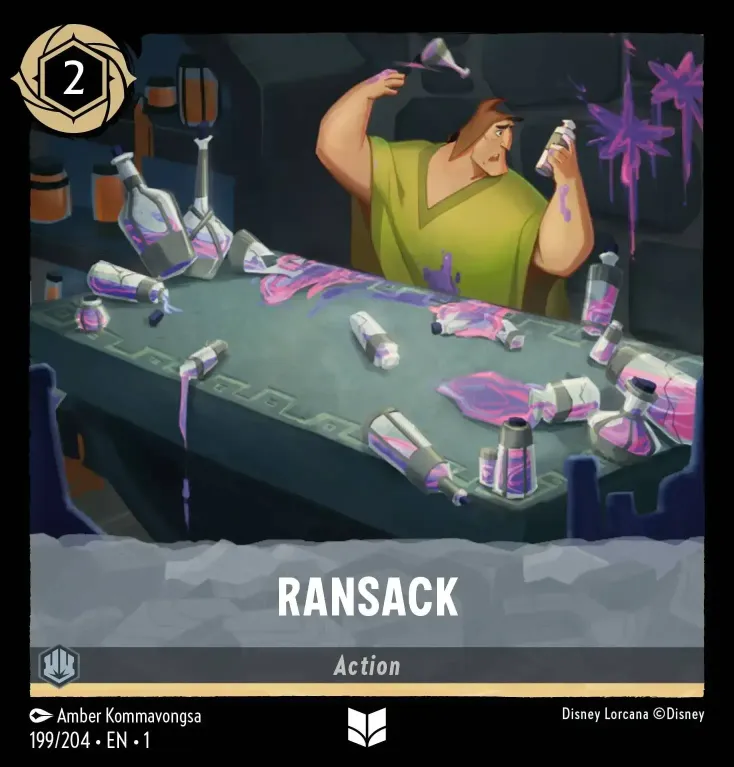 2
RANSACK
Action
Amber Kommavongsa
Disney Lorcana ©Disney
199/204 • EN • 1